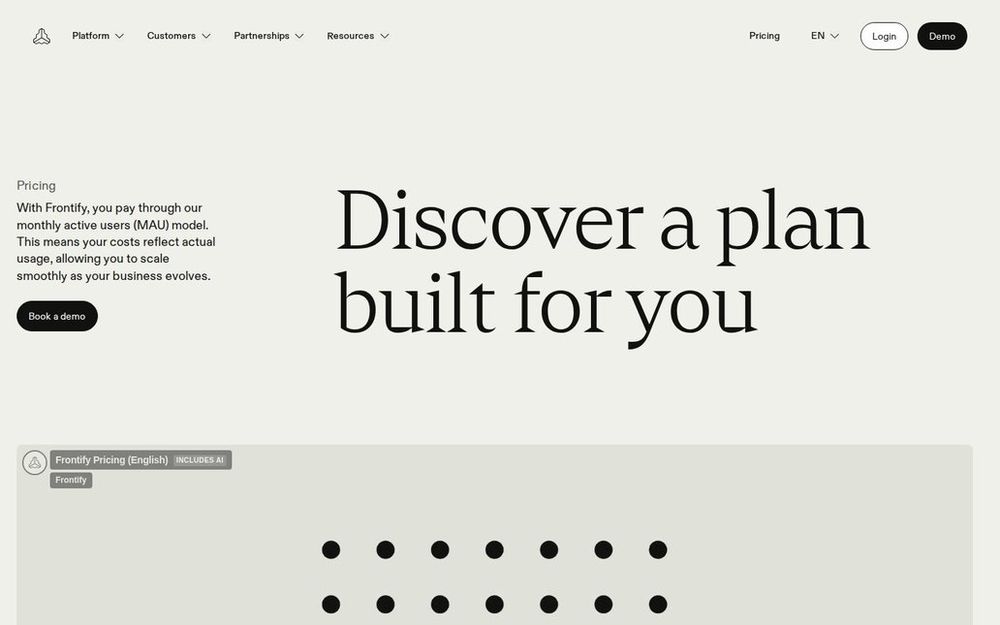 Platform
Customers
Partnerships
Resources
Pricing
EN
Login
Demo
Pricing
With Frontify, you pay through our
monthly active users (MAU) model.
This means your costs reflect actual
usage, allowing you to scale
smoothly as your business evolves.
Book a demo
Discover a plan
built for you
Frontify Pricing (English) INCLUDES AI
Frontify